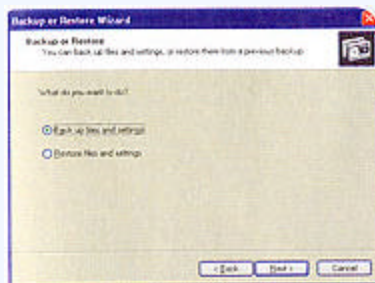 Backup or Restore Wizard
Backup or Restore
You can back up files and settings, or restore them from a previous backup.
What do you want to do?
Back up files and settings
Restore files and settings
< Back
Next >
Cancel